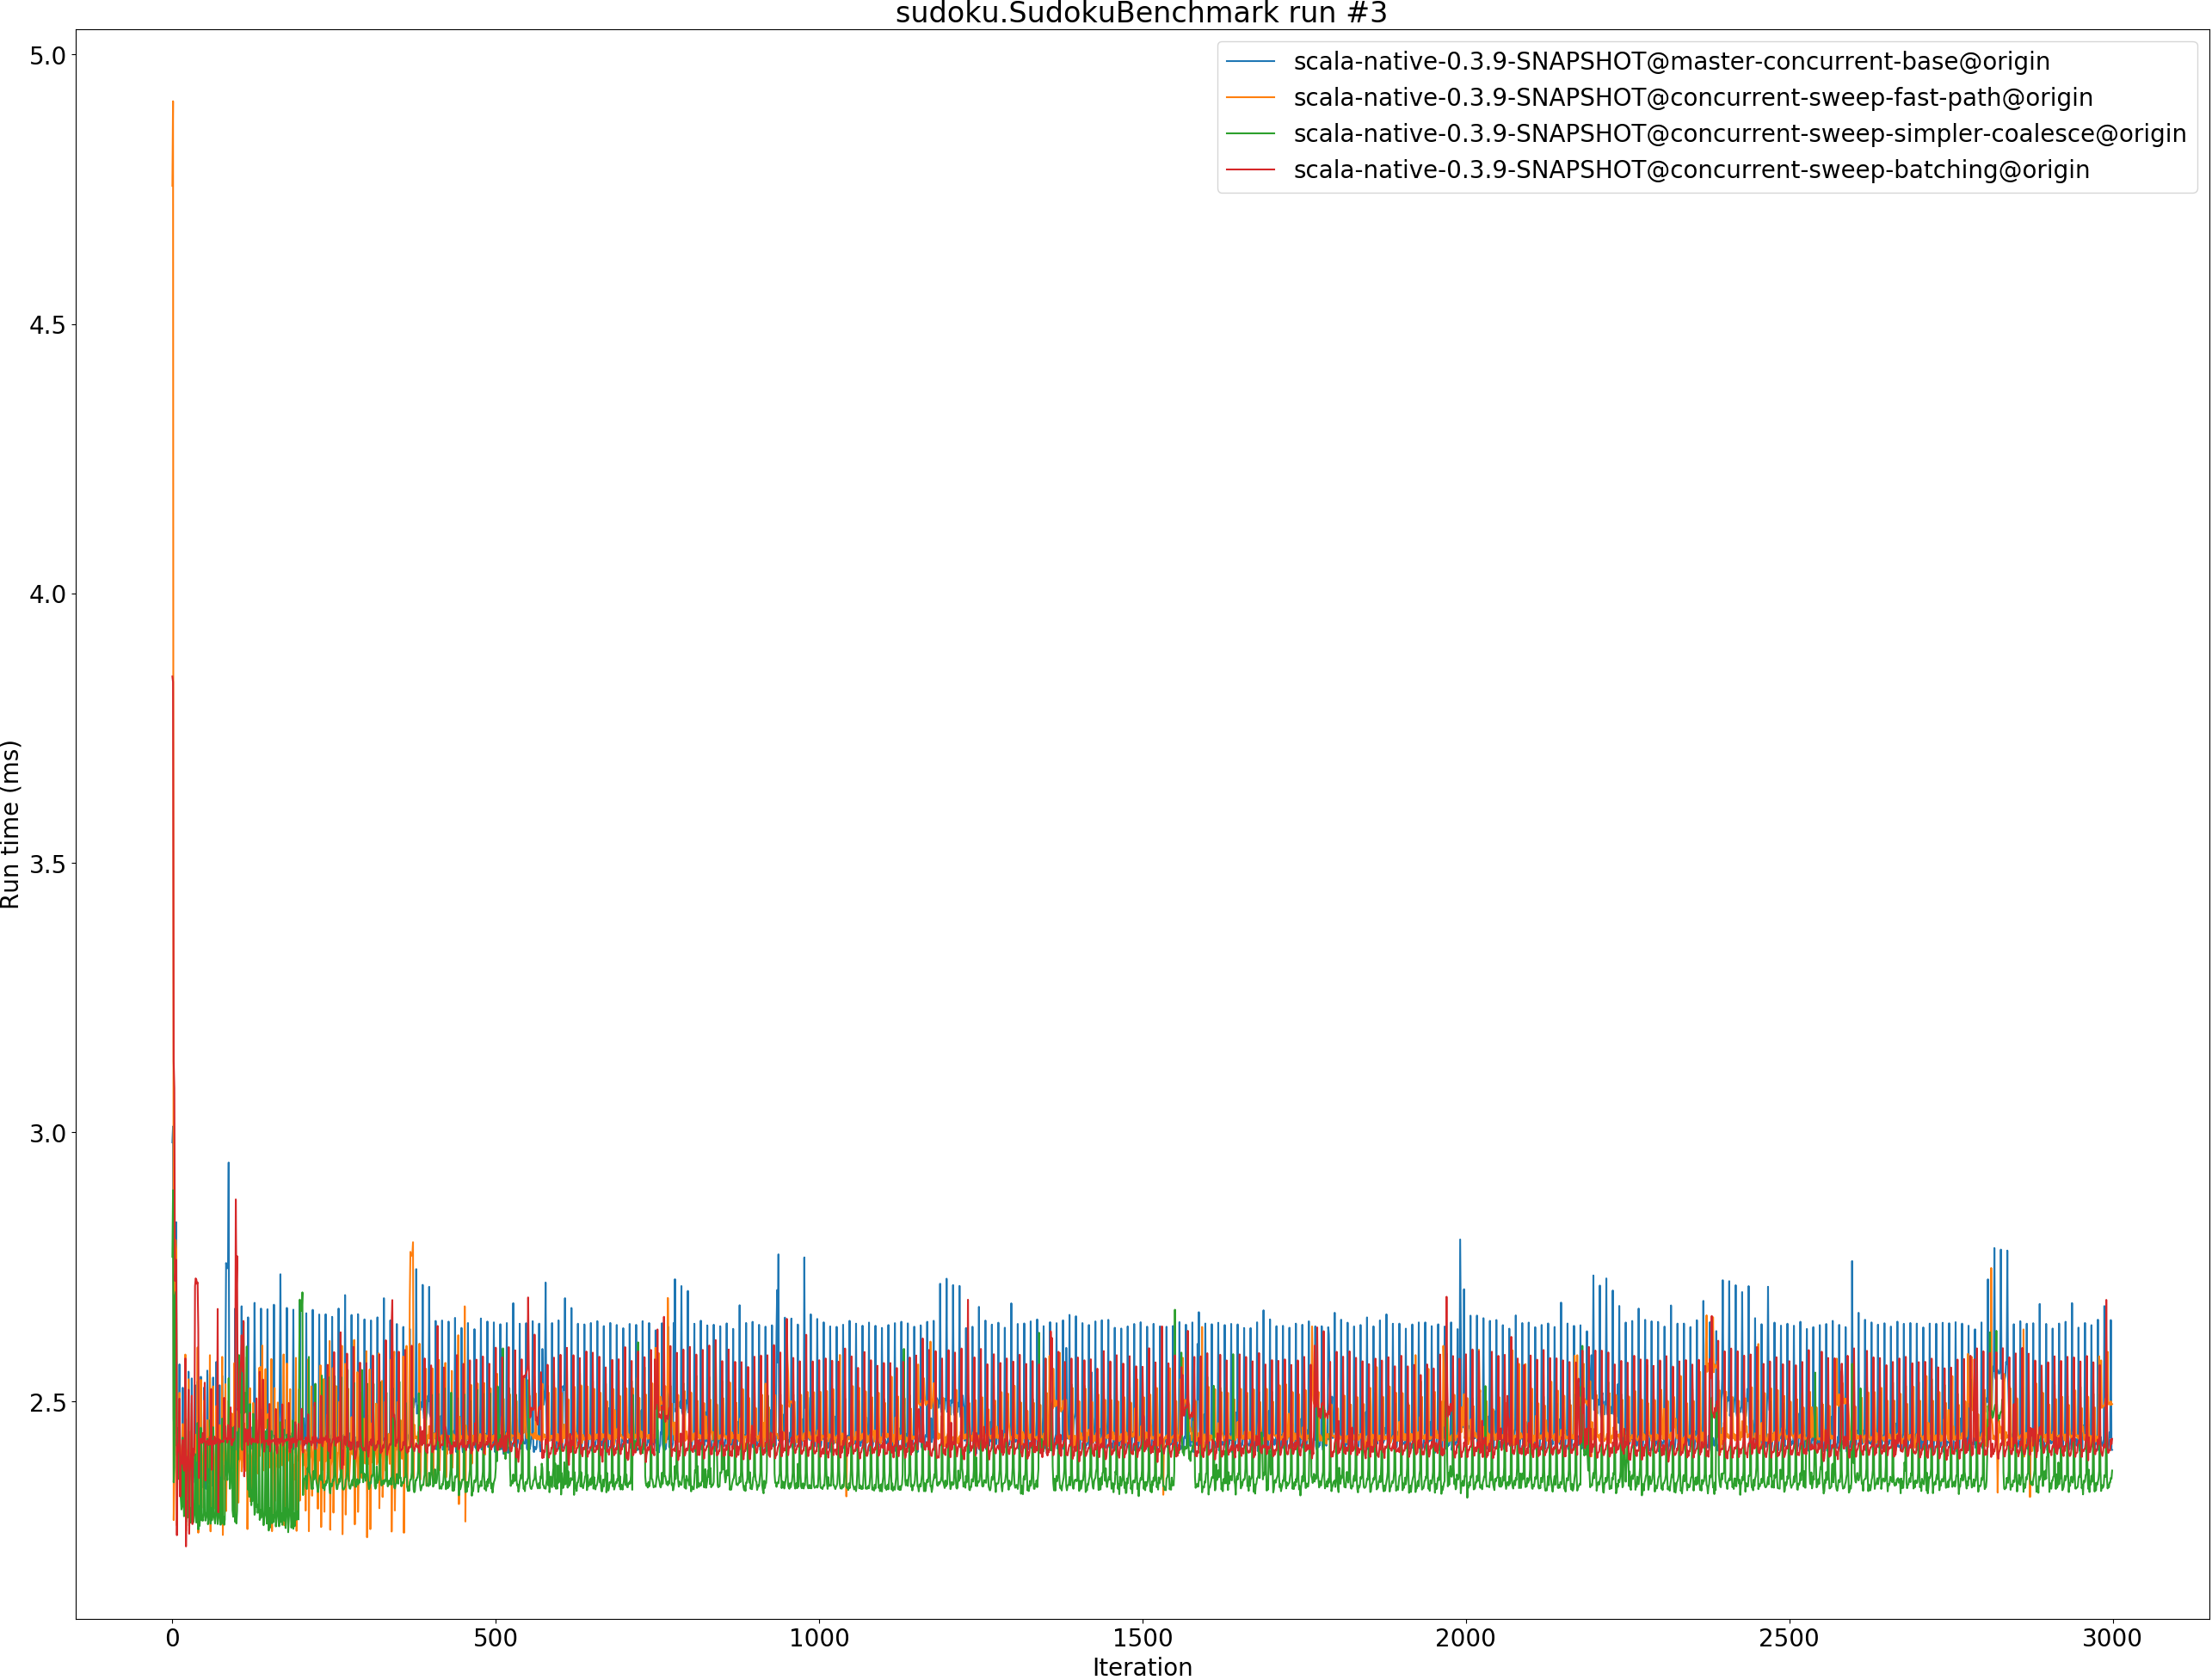 sudoku.SudokuBenchmark run #3
scala-native-0.3.9-SNAPSHOT@master-concurrent-base@origin
scala-native-0.3.9-SNAPSHOT@concurrent-sweep-fast-path@origin
scala-native-0.3.9-SNAPSHOT@concurrent-sweep-simpler-coalesce@origin
scala-native-0.3.9-SNAPSHOT@concurrent-sweep-batching@origin
Run time (ms)
5.0
4.5
4.0
3.5
3.0
2.5
0 500 1000 1500 2000 2500 3000
Iteration